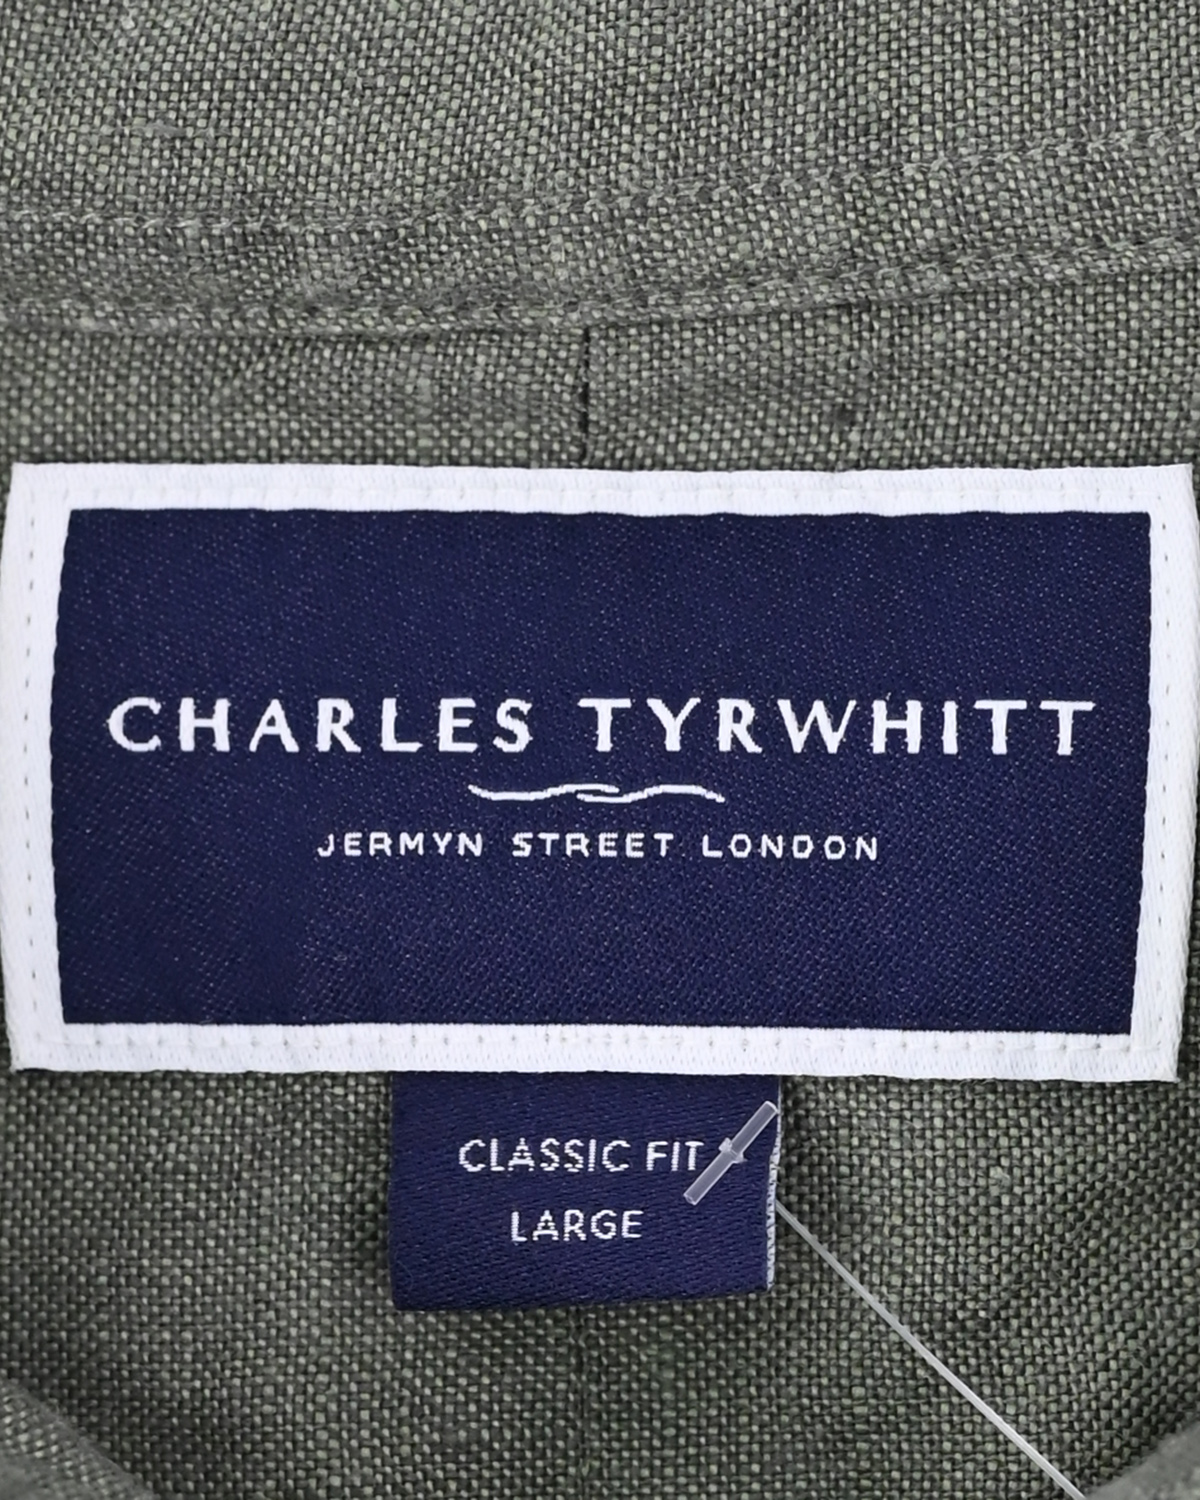 CHARLES TYRWHITT
JERMYN STREET LONDON
CLASSIC FIT
LARGE